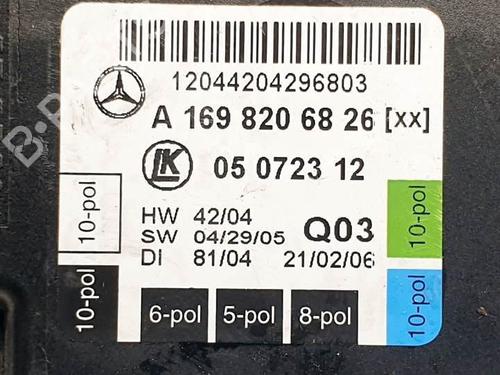 12044204296803
A 169 820 68 26 [xx]
LK 05 0723 12
HW 42/04
SW 04/29/05 Q03
DI 81/04 21/02/06
10-pol
10-pol
6-pol 5-pol 8-pol
10-pol
10-pol